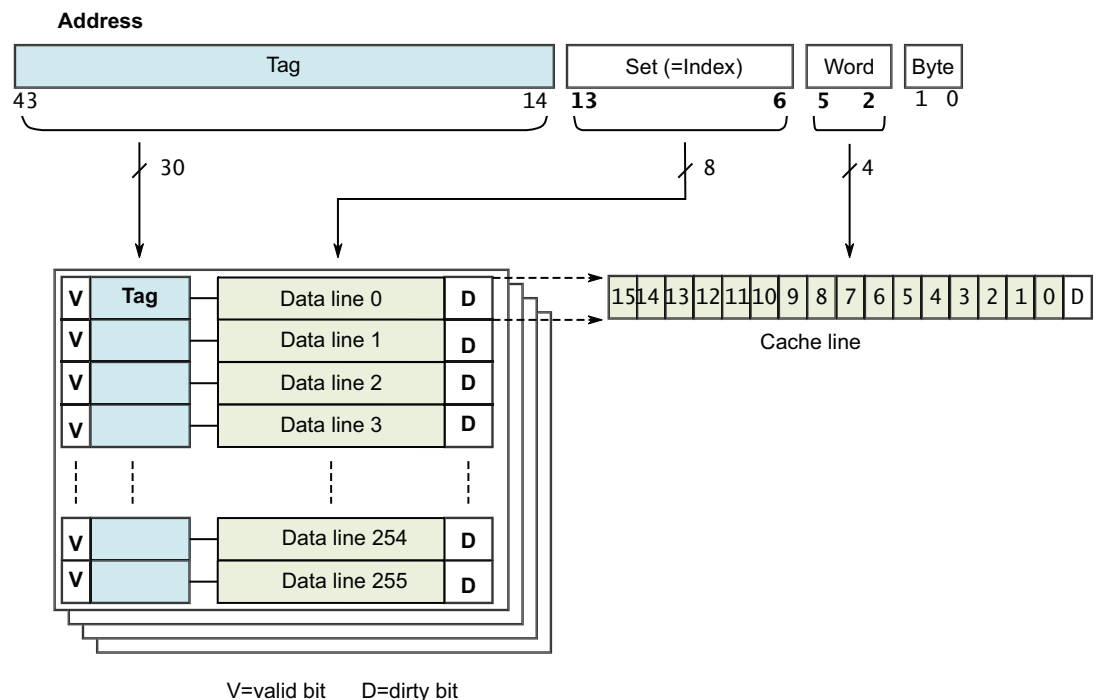 Address
Tag Set (=Index) Word Byte
43 14 13 6 5 2 1 0
30 8 4
V Tag Data line 0 D
15 14 13 12 11 10 9 8 7 6 5 4 3 2 1 0 D
V Data line 1 D
Cache line
V Data line 2 D
V Data line 3 D
V Data line 254 D
V Data line 255 D
V=valid bit D=dirty bit